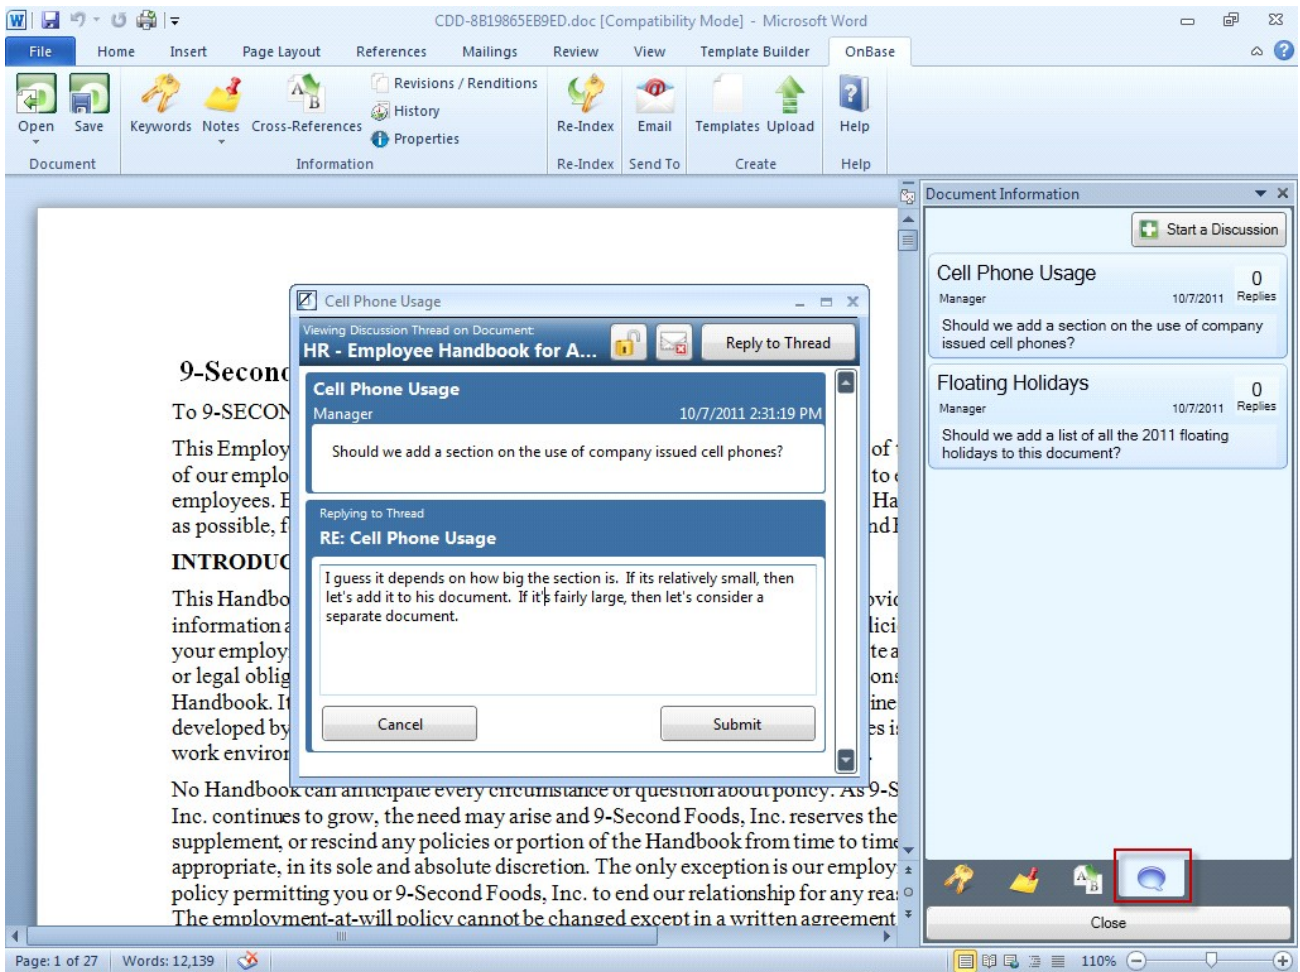 CDD-8B19865EB9ED.doc [Compatibility Mode] - Microsoft Word
File Home Insert Page Layout References Mailings Review View Template Builder OnBase
Open Save Keywords Notes Cross-References Revisions / Renditions
History
Properties
Re-Index Email Templates Upload Help
Document Information Re-Index Send To Create Help
9-Second
To 9-SECON
This Employ
of our emplo
employees. E
as possible, f
INTRODUC
This Handbo
information a
your employ
or legal oblig
Handbook. It
developed by
work enviror
No Handbook can anticipate every circumstance or question about policy. As 9-S
Inc. continues to grow, the need may arise and 9-Second Foods, Inc. reserves the
supplement, or rescind any policies or portion of the Handbook from time to time
appropriate, in its sole and absolute discretion. The only exception is our employ
policy permitting you or 9-Second Foods, Inc. to end our relationship for any reas
The employment-at-will policy cannot be changed except in a written agreement
Cell Phone Usage
Viewing Discussion Thread on Document:
HR - Employee Handbook for A...
Reply to Thread
Cell Phone Usage
Manager 10/7/2011 2:31:19 PM
Should we add a section on the use of company issued cell phones?
Replying to Thread
RE: Cell Phone Usage
I guess it depends on how big the section is. If its relatively small, then
let's add it to his document. If it's fairly large, then let's consider a
separate document.
Cancel Submit
Document Information
Start a Discussion
Cell Phone Usage 0
Manager 10/7/2011 Replies
Should we add a section on the use of company
issued cell phones?
Floating Holidays 0
Manager 10/7/2011 Replies
Should we add a list of all the 2011 floating
holidays to this document?
Close
Page: 1 of 27 Words: 12,139 110%